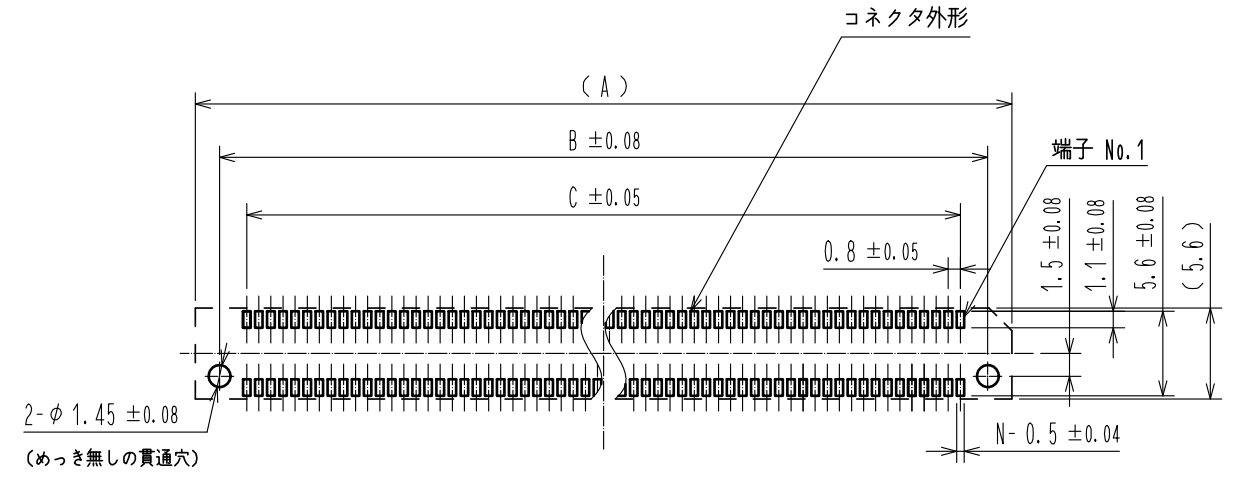 コネクタ外形
(A)
B ±0.08
端子 No.1
C ±0.05
0.8 ±0.05
1.5 ±0.08
1.1 ±0.08
5.6 ±0.08
(5.6)
2-φ 1.45 ±0.08
(めっき無しの貫通穴)
N- 0.5 ±0.04